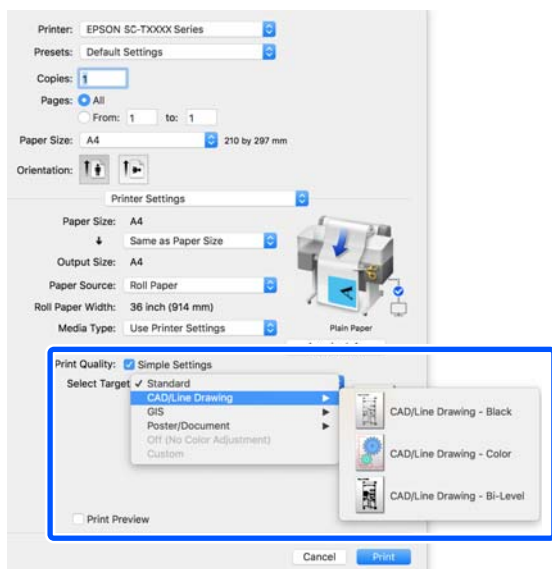 Printer: EPSON SC-TXXXX Series
Presets: Default Settings
Copies: 1
Pages: All
From: 1 to: 1
Paper Size: A4 210 by 297 mm
Orientation:
Printer Settings
Paper Size: A4
Same as Paper Size
Output Size: A4
Paper Source: Roll Paper
Roll Paper Width: 36 inch (914 mm)
Media Type: Use Printer Settings
Plain Paper
Print Quality: Simple Settings
Select Target ✓ Standard
CAD/Line Drawing
GIS
Poster/Document
Off (No Color Adjustment)
Custom
CAD/Line Drawing - Black
CAD/Line Drawing - Color
CAD/Line Drawing - Bi-Level
Print Preview
Cancel Print